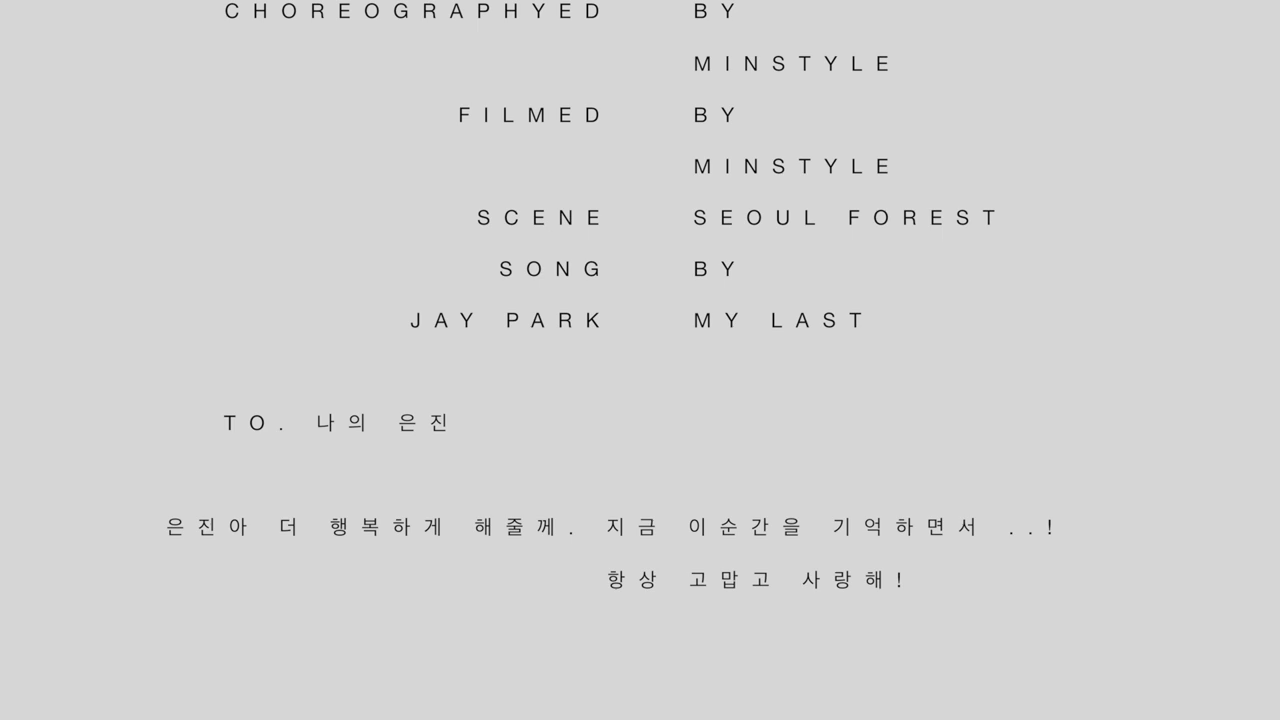 CHOREOGRAPHYED BY
MINSTYLE
FILMED BY
MINSTYLE
SCENE SEOUL FOREST
SONG BY
JAY PARK MY LAST
TO. 나의 은진
은진아 더 행복하게 해줄께. 지금 이순간을 기억하면서 ..!
항상 고맙고 사랑해!